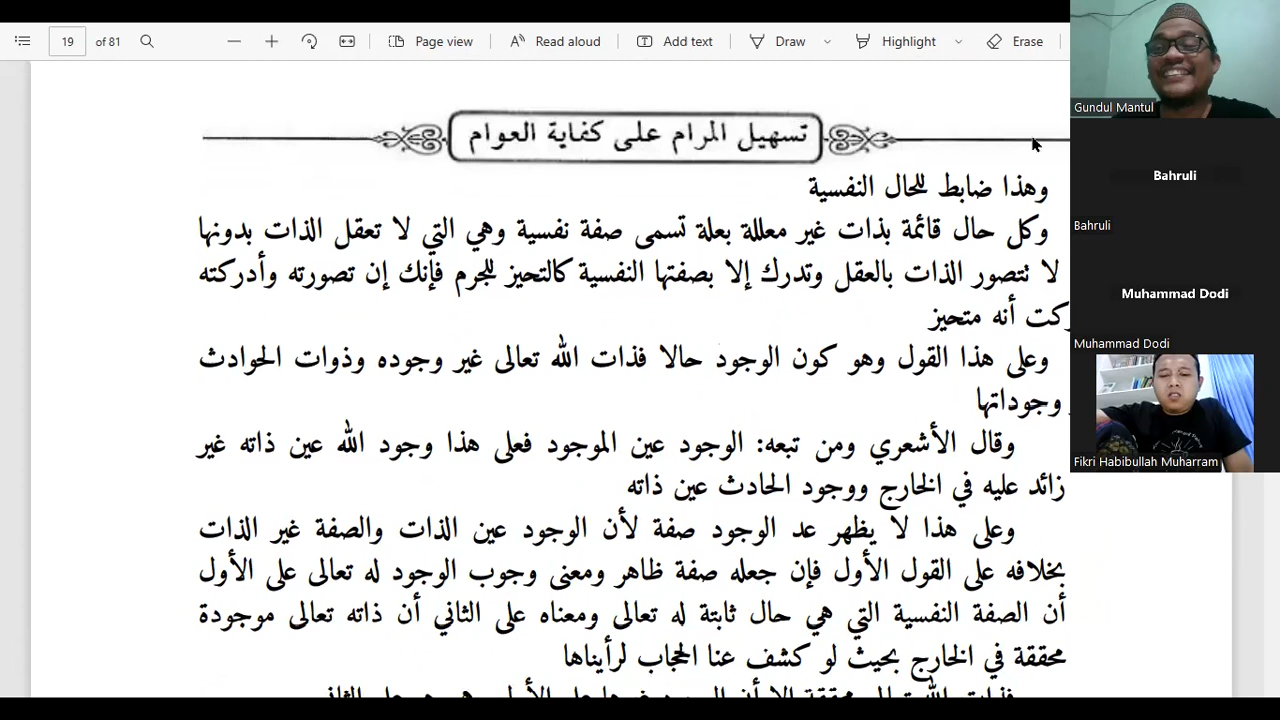 19 of 81
Page view
Read aloud
Add text
Draw
Highlight
Erase
تسهيل المرام على كفاية العوام
وهذا ضابط للحال النفسية
وكل حال قائمة بذات غير معللة بعلة تسمى صفة نفسية وهي التي لا تعقل الذات بدونها
لا تتصور الذات بالعقل وتدرك إلا بصفتها النفسية كالتحيز للجرم فإنك إن تصورته وأدركته
أنه متحيز
وعلى هذا القول وهو كون الوجود حالا فذات الله تعالى غير وجوده وذوات الحوادث
وجوداتها
وقال الأشعري ومن تبعه: الوجود عين الموجود فعلى هذا وجود الله عين ذاته غير
زائد عليه في الخارج ووجود الحادث عين ذاته
وعلى هذا لا يظهر عد الوجود صفة لأن الوجود عين الذات والصفة غير الذات
بخلافه على القول الأول فإن جعله صفة ظاهر ومعنى وجوب الوجود له تعالى على الأول
أن الصفة النفسية التي هي حال ثابتة له تعالى ومعناه على الثاني أن ذاته تعالى موجودة
محققة في الخارج بحيث لو كشف عنا الحجاب لرأيناها
Gundul Mantul
Bahruli
Bahruli
Muhammad Dodi
Muhammad Dodi
Fikri Habibullah Muharram